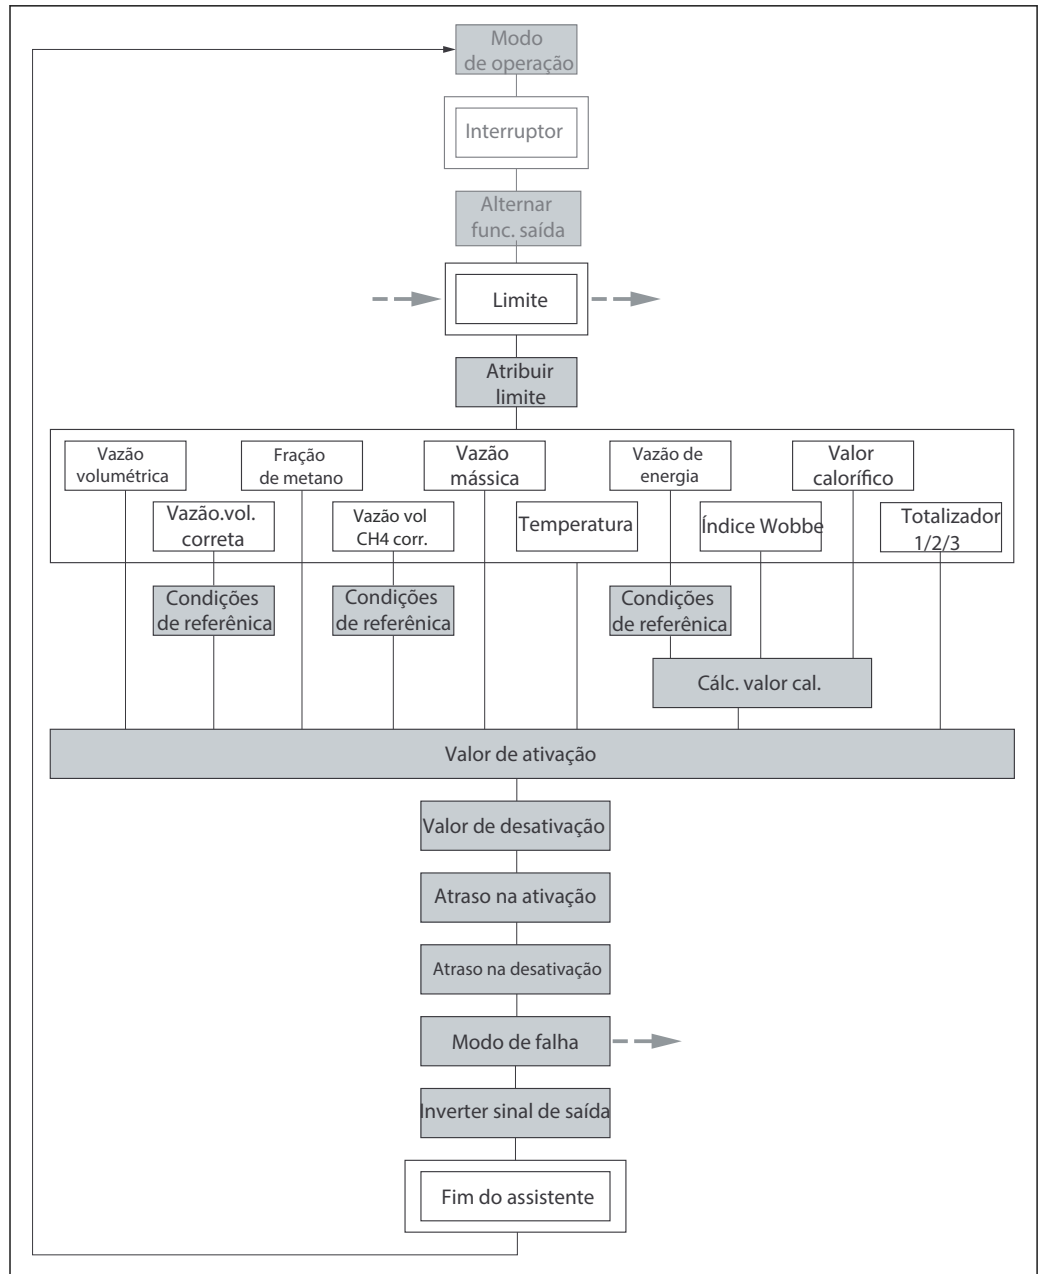 Modo
de operação
Interruptor
Alternar
func. saída
Limite
Atribuir
limite
Vazão
volumétrica
Fração
de metano
Vazão
mássica
Vazão de
energia
Valor
calorífico
Vazão.vol.
correta
Vazão vol
CH4 corr.
Temperatura
Índice Wobbe
Totalizador
1/2/3
Condições
de referênica
Condições
de referênica
Condições
de referênica
Cálc. valor cal.
Valor de ativação
Valor de desativação
Atraso na ativação
Atraso na desativação
Modo de falha
Inverter sinal de saída
Fim do assistente